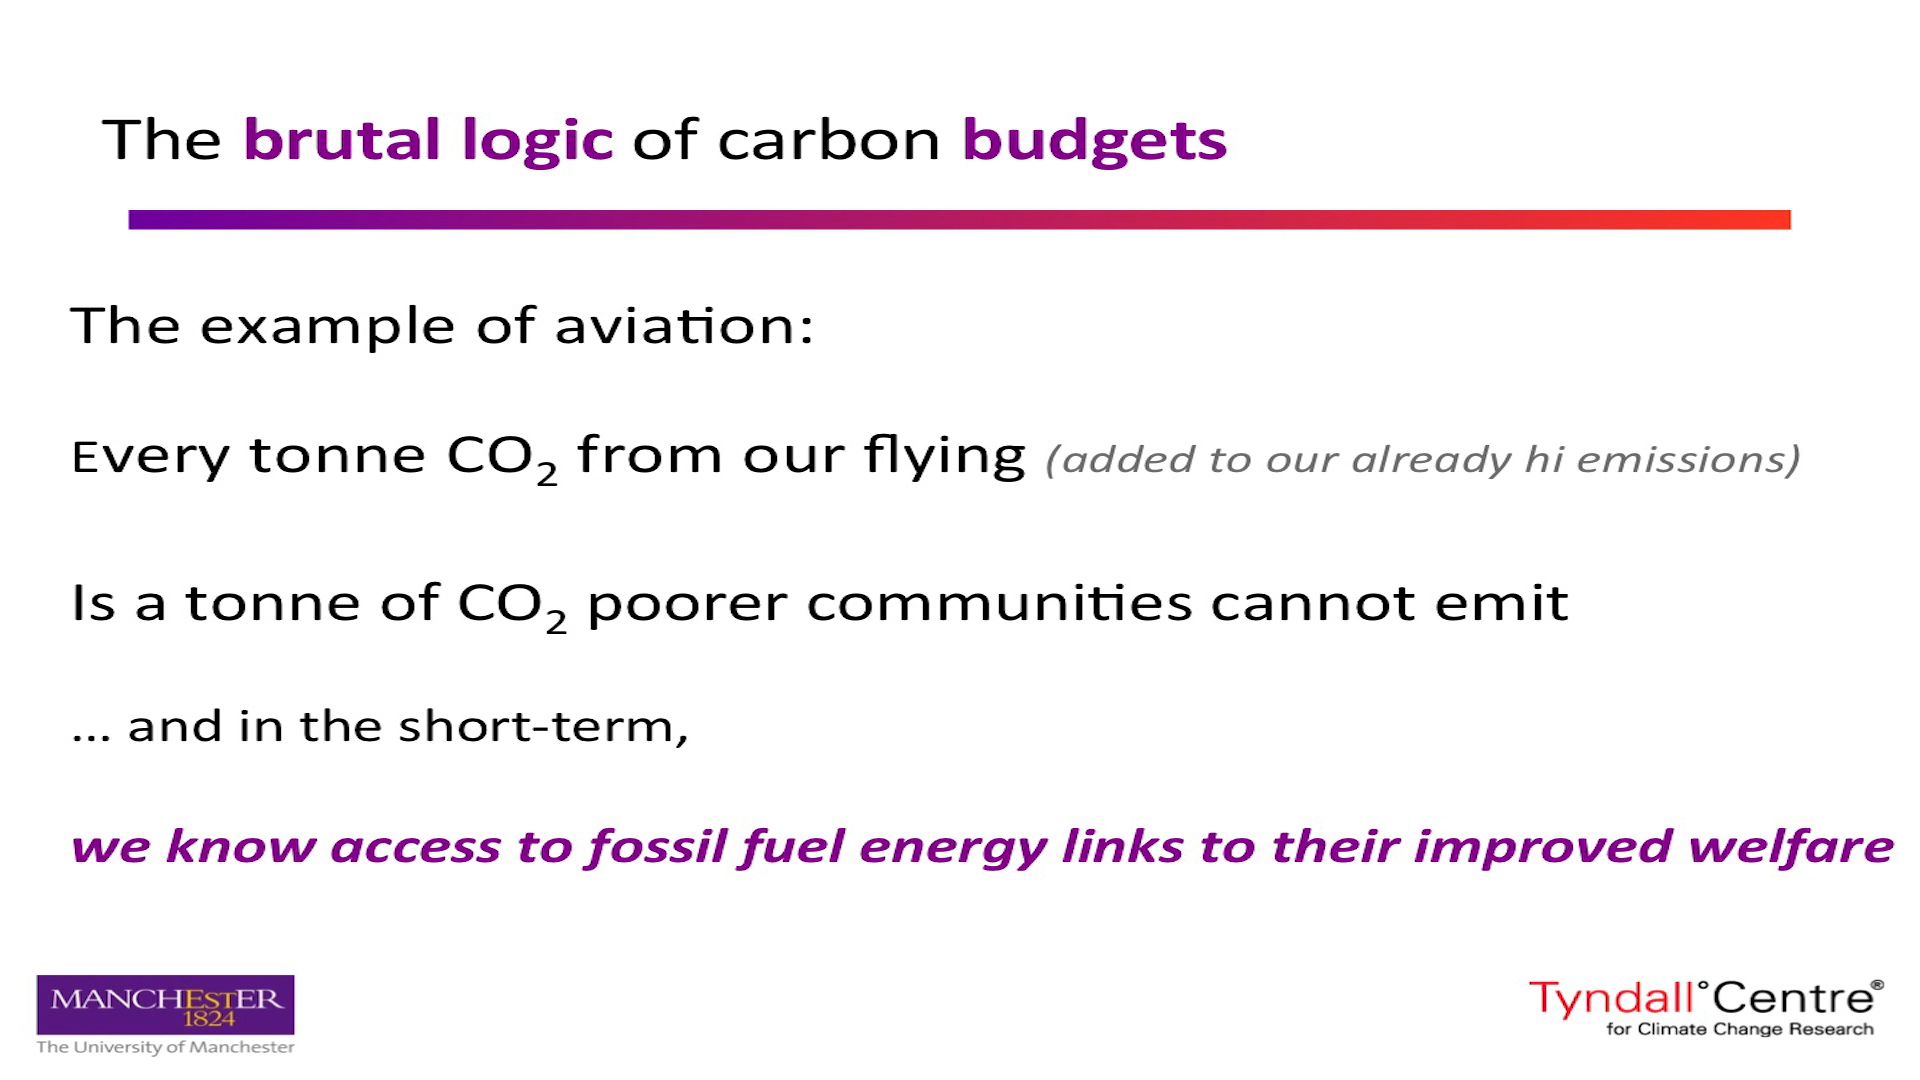 The brutal logic of carbon budgets
The example of aviation:
Every tonne CO₂ from our flying (added to our already hi emissions)
Is a tonne of CO₂ poorer communities cannot emit
... and in the short-term,
we know access to fossil fuel energy links to their improved welfare
MANCHESTER
1824
The University of Manchester
Tyndall°Centre®
for Climate Change Research